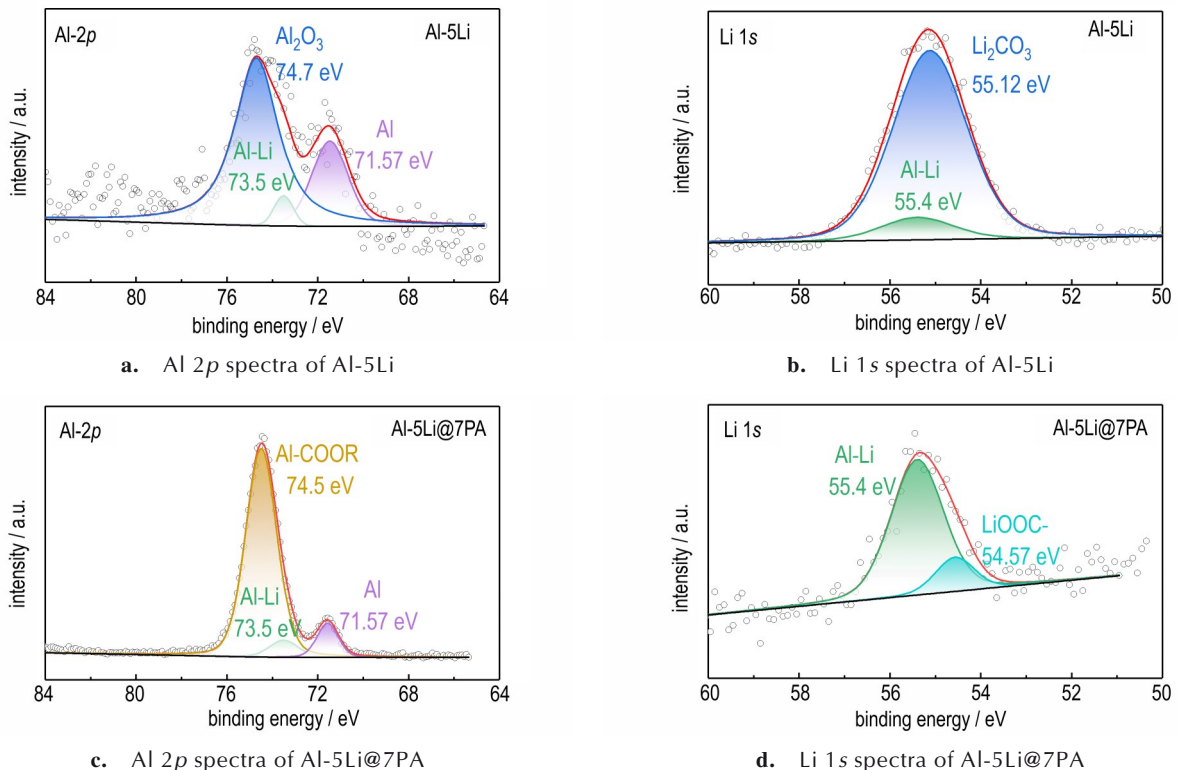 Al-2p
Al-5Li
Al₂O₃
74.7 eV
Al-Li
73.5 eV
Al
71.57 eV
intensity / a.u.
84 80 76 72 68 64
binding energy / eV
a. Al 2p spectra of Al-5Li
Li 1s
Al-5Li
Li₂CO₃
55.12 eV
Al-Li
55.4 eV
intensity / a.u.
60 58 56 54 52 50
binding energy / eV
b. Li 1s spectra of Al-5Li
Al-2p
Al-5Li@7PA
Al-COOR
74.5 eV
Al-Li
73.5 eV
Al
71.57 eV
intensity / a.u.
84 80 76 72 68 64
binding energy / eV
c. Al 2p spectra of Al-5Li@7PA
Li 1s
Al-5Li@7PA
Al-Li
55.4 eV
LiOOC-
54.57 eV
intensity / a.u.
60 58 56 54 52 50
binding energy / eV
d. Li 1s spectra of Al-5Li@7PA